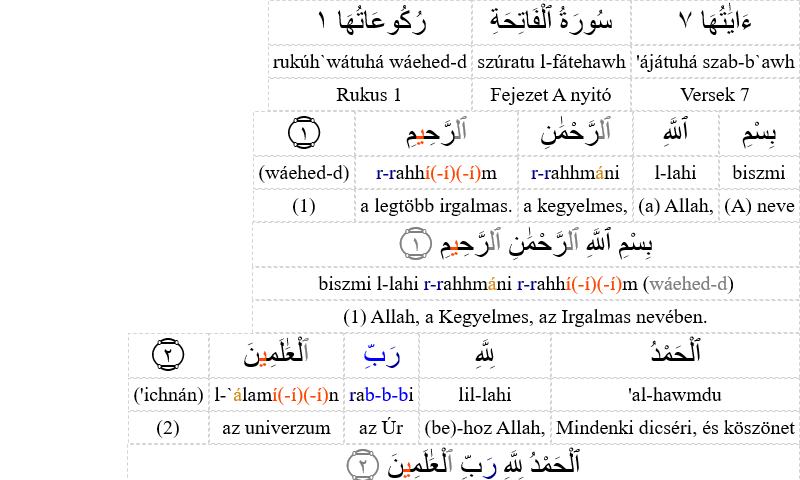 ءَايَٰتُهَا ٧ سُورَةُ ٱلْفَاتِحَةِ رُكُوعَاتُهَا ١
rukúh`wátuhá wáehed-d szúratu l-fátehawh 'ájátuhá szab-b`awh
Rukus 1 Fejezet A nyitó Versek 7
بِسْمِ ٱللَّهِ ٱلرَّحْمَٰنِ ٱلرَّحِيمِ ١
(wáehed-d) r-rahhí(-í)(-í)m r-rahhmáni l-lahi biszmi
(1) a legtöbb irgalmas. a kegyelmes, (a) Allah, (A) neve
بِسْمِ ٱللَّهِ ٱلرَّحْمَٰنِ ٱلرَّحِيمِ ١
biszmi l-lahi r-rahhmáni r-rahhí(-í)(-í)m (wáehed-d)
(1) Allah, a Kegyelmes, az Irgalmas nevében.
ٱلْحَمْدُ لِلَّهِ رَبِّ ٱلْعَٰلَمِينَ ٢
('ichnán) l-`álamí(-í)(-í)n rab-b-bi lil-lahi 'al-hawmdu
(2) az univerzum az Úr (be)-hoz Allah, Mindenki dicséri, és köszönet
ٱلْحَمْدُ لِلَّهِ رَبِّ ٱلْعَٰلَمِينَ ٢